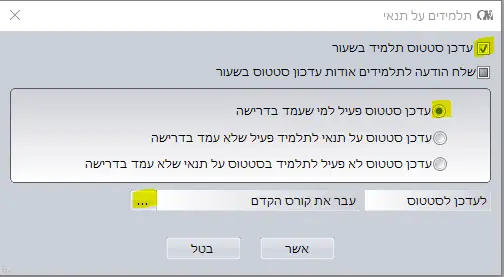 תלמידים על תנאי
עדכן סטטוס תלמיד בשעור
שלח הודעה לתלמידים אודות עדכון סטטוס בשעור
עדכן סטטוס פעיל למי שעמד בדרישה
עדכן סטטוס על תנאי לתלמיד פעיל שלא עמד בדרישה
עדכן סטטוס לא פעיל לתלמיד בסטטוס על תנאי שלא עמד בדרישה
לעדכן לסטטוס עבר את קורס הקדם ...
אשר בטל